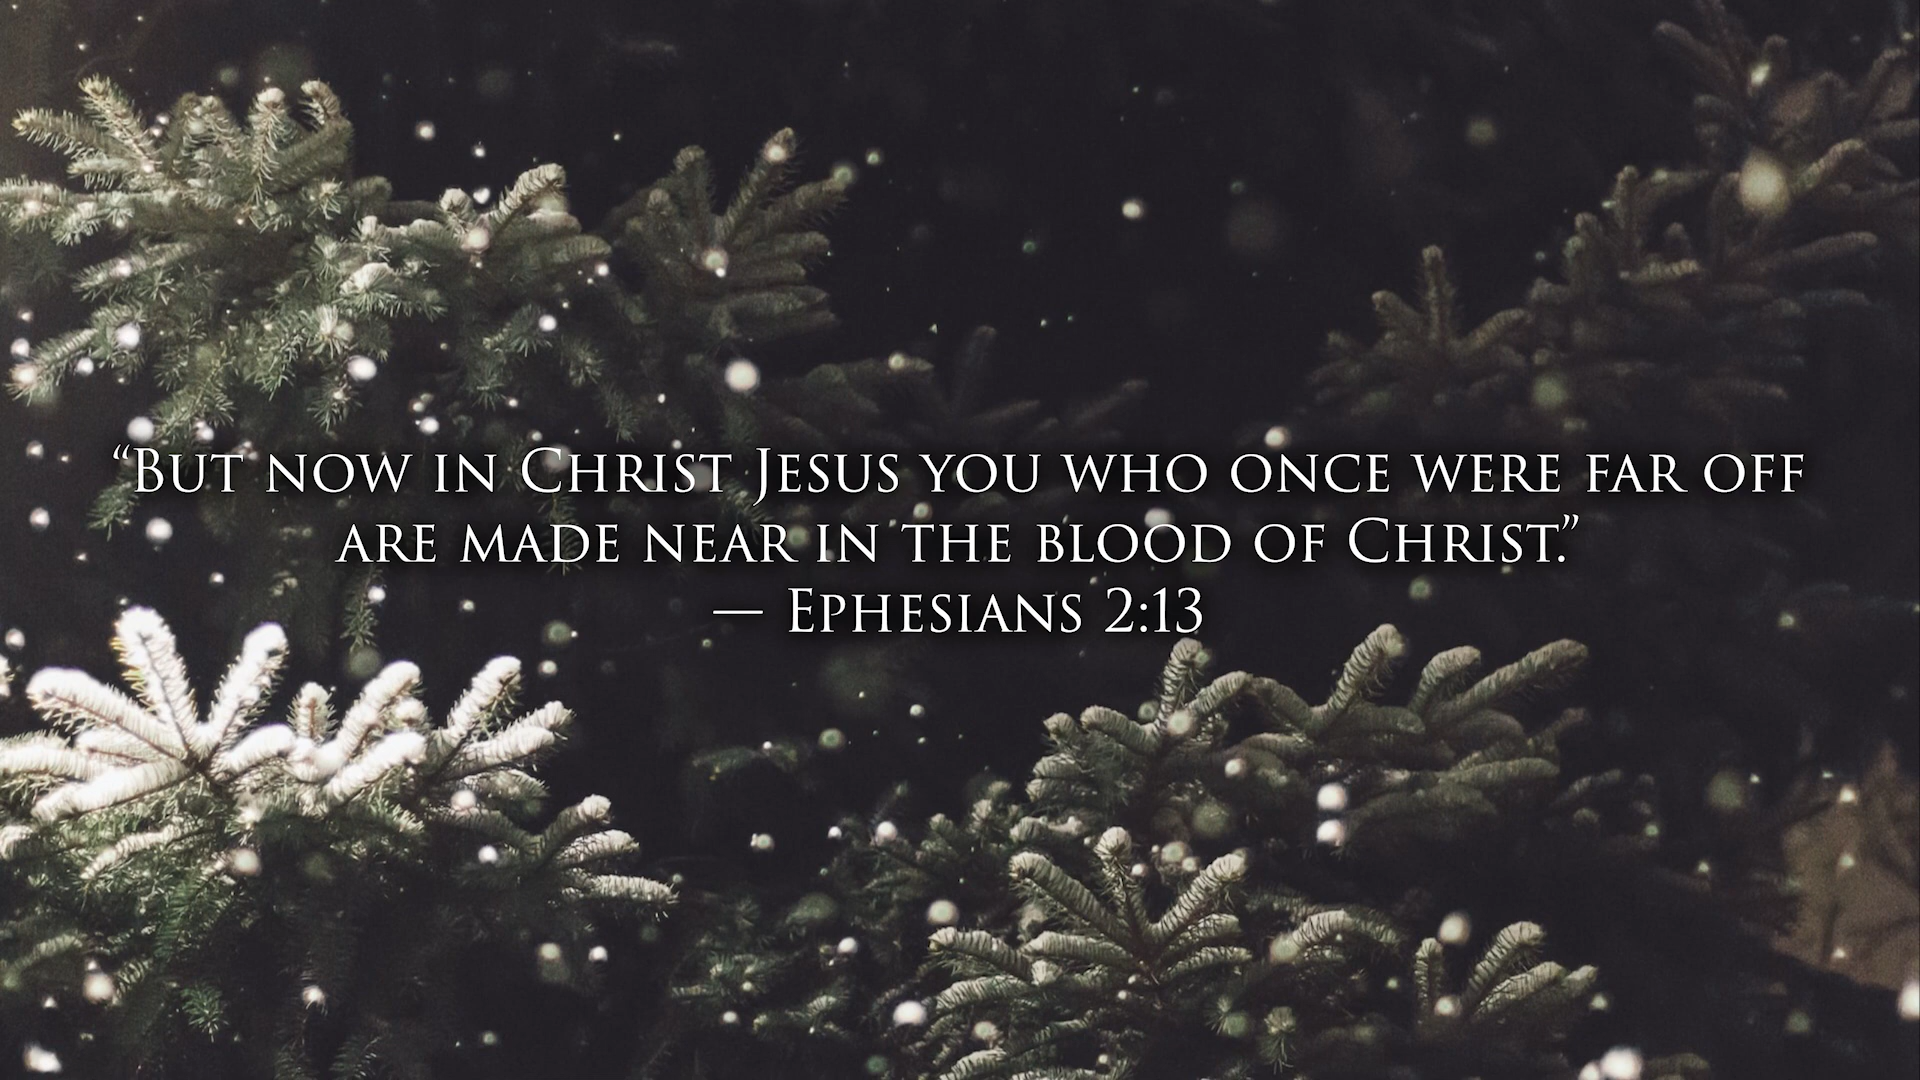 “But now in Christ Jesus you who once were far off
are made near in the blood of Christ.”
— Ephesians 2:13